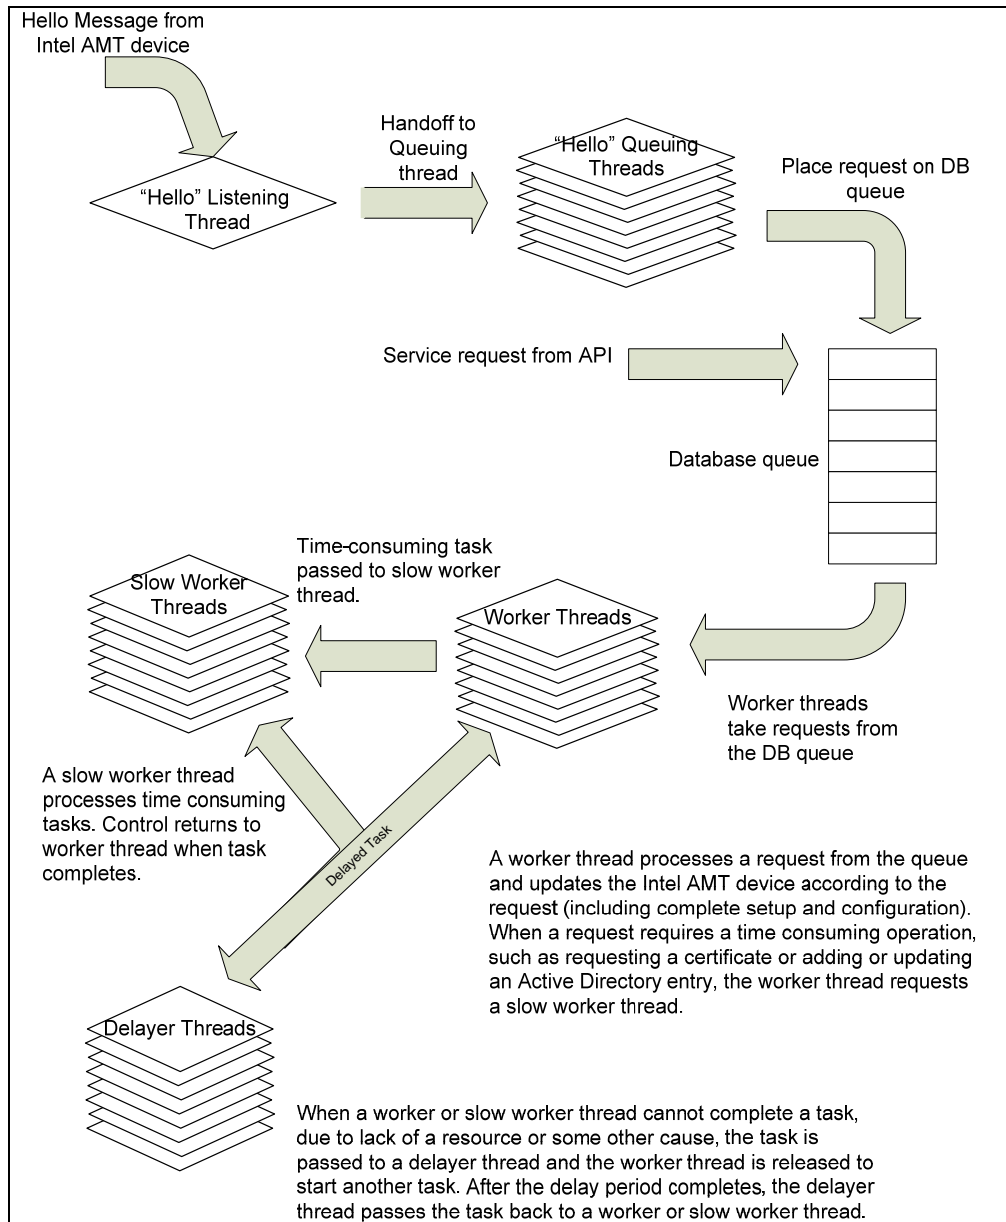 Hello Message from
Intel AMT device
Handoff to
Queuing
thread
"Hello" Queuing
Threads
Place request on DB
queue
"Hello" Listening
Thread
Service request from API
Database queue
Time-consuming task
passed to slow worker
thread.
Slow Worker
Threads
Worker Threads
Worker threads
take requests from
the DB queue
A slow worker thread
processes time consuming
tasks. Control returns to
worker thread when task
completes.
Delayed Task
A worker thread processes a request from the queue
and updates the Intel AMT device according to the
request (including complete setup and configuration).
When a request requires a time consuming operation,
such as requesting a certificate or adding or updating
an Active Directory entry, the worker thread requests
a slow worker thread.
Delayer Threads
When a worker or slow worker thread cannot complete a task,
due to lack of a resource or some other cause, the task is
passed to a delayer thread and the worker thread is released to
start another task. After the delay period completes, the delayer
thread passes the task back to a worker or slow worker thread.